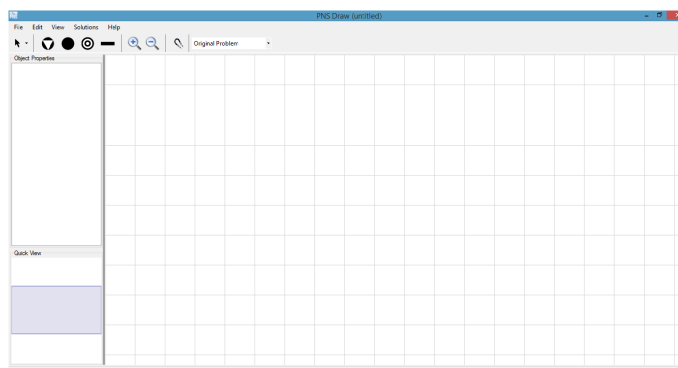 PNS Draw (untitled)
File Edit View Solutions Help
Original Problem
Object Properties
Quick View